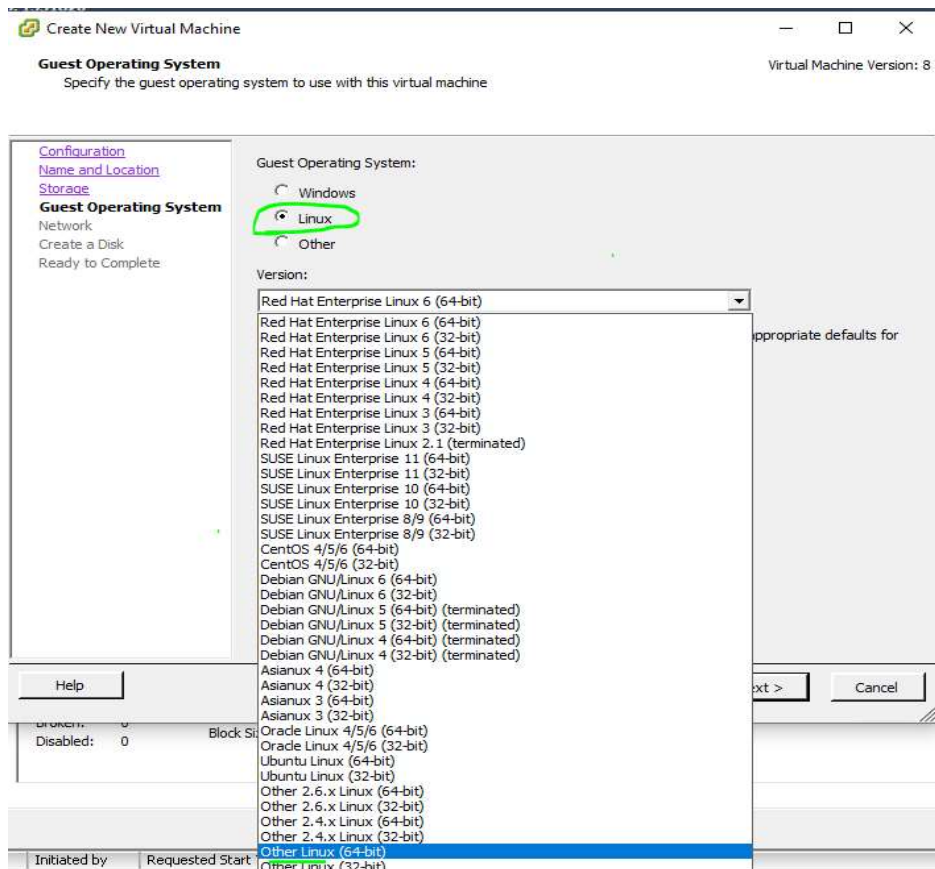 Create New Virtual Machine
Guest Operating System
Specify the guest operating system to use with this virtual machine
Virtual Machine Version: 8
Configuration
Name and Location
Storage
Guest Operating System
Network
Create a Disk
Ready to Complete
Guest Operating System:
Windows
Linux
Other
Version:
Red Hat Enterprise Linux 6 (64-bit)
Red Hat Enterprise Linux 6 (64-bit)
Red Hat Enterprise Linux 6 (32-bit)
Red Hat Enterprise Linux 5 (64-bit)
Red Hat Enterprise Linux 5 (32-bit)
Red Hat Enterprise Linux 4 (64-bit)
Red Hat Enterprise Linux 4 (32-bit)
Red Hat Enterprise Linux 3 (64-bit)
Red Hat Enterprise Linux 3 (32-bit)
Red Hat Enterprise Linux 2.1 (terminated)
SUSE Linux Enterprise 11 (64-bit)
SUSE Linux Enterprise 11 (32-bit)
SUSE Linux Enterprise 10 (64-bit)
SUSE Linux Enterprise 10 (32-bit)
SUSE Linux Enterprise 8/9 (64-bit)
SUSE Linux Enterprise 8/9 (32-bit)
CentOS 4/5/6 (64-bit)
CentOS 4/5/6 (32-bit)
Debian GNU/Linux 6 (64-bit)
Debian GNU/Linux 6 (32-bit)
Debian GNU/Linux 5 (64-bit) (terminated)
Debian GNU/Linux 5 (32-bit) (terminated)
Debian GNU/Linux 4 (64-bit) (terminated)
Debian GNU/Linux 4 (32-bit) (terminated)
Asianux 4 (64-bit)
Asianux 4 (32-bit)
Asianux 3 (64-bit)
Asianux 3 (32-bit)
Oracle Linux 4/5/6 (64-bit)
Oracle Linux 4/5/6 (32-bit)
Ubuntu Linux (64-bit)
Ubuntu Linux (32-bit)
Other 2.6.x Linux (64-bit)
Other 2.6.x Linux (32-bit)
Other 2.4.x Linux (64-bit)
Other 2.4.x Linux (32-bit)
Other Linux (64-bit)
Other Linux (32-bit)
appropriate defaults for
Help
ext >
Cancel
Disabled: 0
Block Si
Initiated by
Requested Start